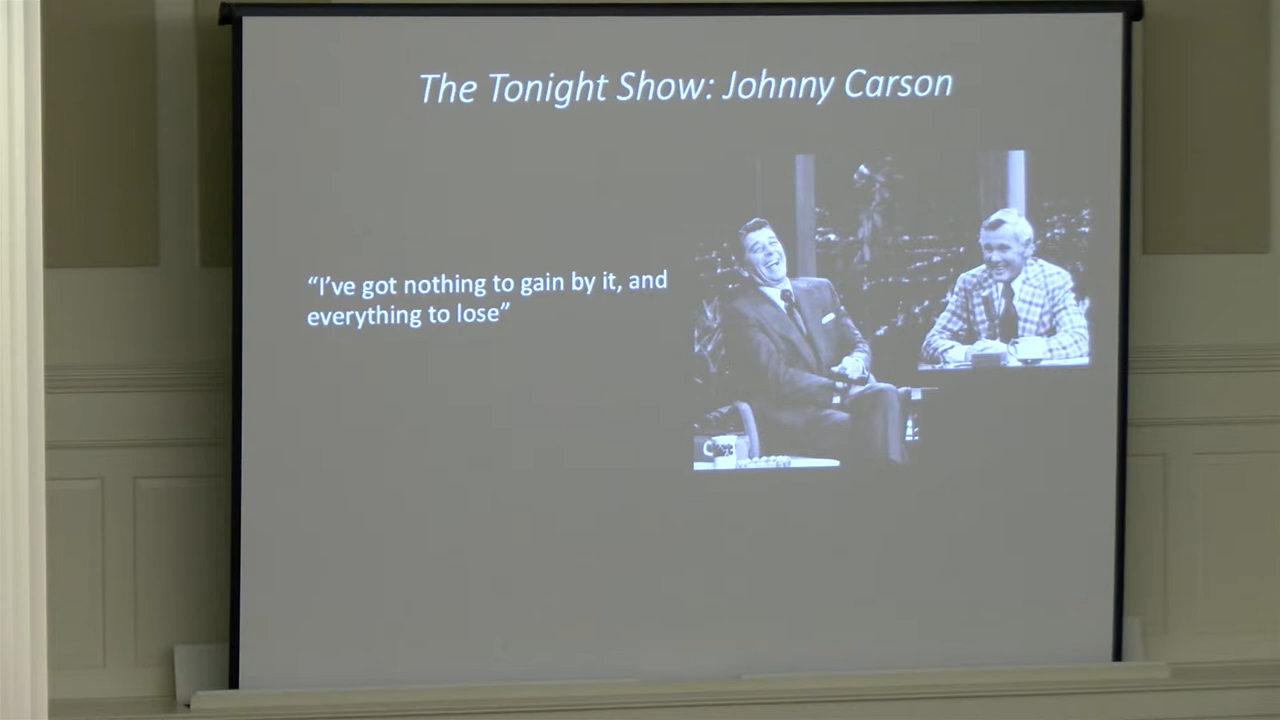 The Tonight Show: Johnny Carson
“I’ve got nothing to gain by it, and
everything to lose”